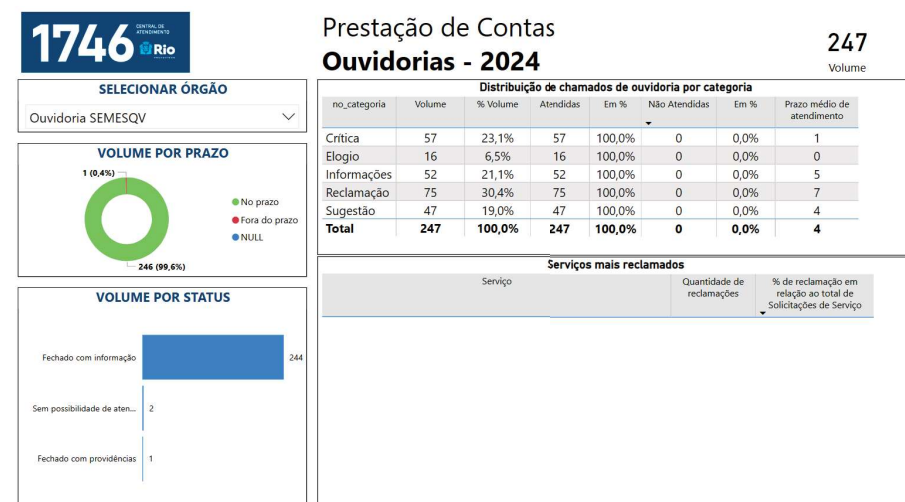 1746
CENTRAL DE
ATENDIMENTO
Rio
PREFEITURA
Prestação de Contas
Ouvidorias - 2024
247
Volume
SELECIONAR ÓRGÃO
Ouvidoria SEMESQV
VOLUME POR PRAZO
1 (0,4%)
246 (99,6%)
No prazo
Fora do prazo
NULL
VOLUME POR STATUS
Fechado com informação 244
Sem possibilidade de aten... 2
Fechado com providências 1
Distribuição de chamados de ouvidoria por categoria
no_categoria Volume % Volume Atendidas Em % Não Atendidas Em % Prazo médio de
atendimento
Crítica 57 23,1% 57 100,0% 0 0,0% 1
Elogio 16 6,5% 16 100,0% 0 0,0% 0
Informações 52 21,1% 52 100,0% 0 0,0% 5
Reclamação 75 30,4% 75 100,0% 0 0,0% 7
Sugestão 47 19,0% 47 100,0% 0 0,0% 4
Total 247 100,0% 247 100,0% 0 0,0% 4
Serviços mais reclamados
Serviço Quantidade de
reclamações % de reclamação em
relação ao total de
Solicitações de Serviço